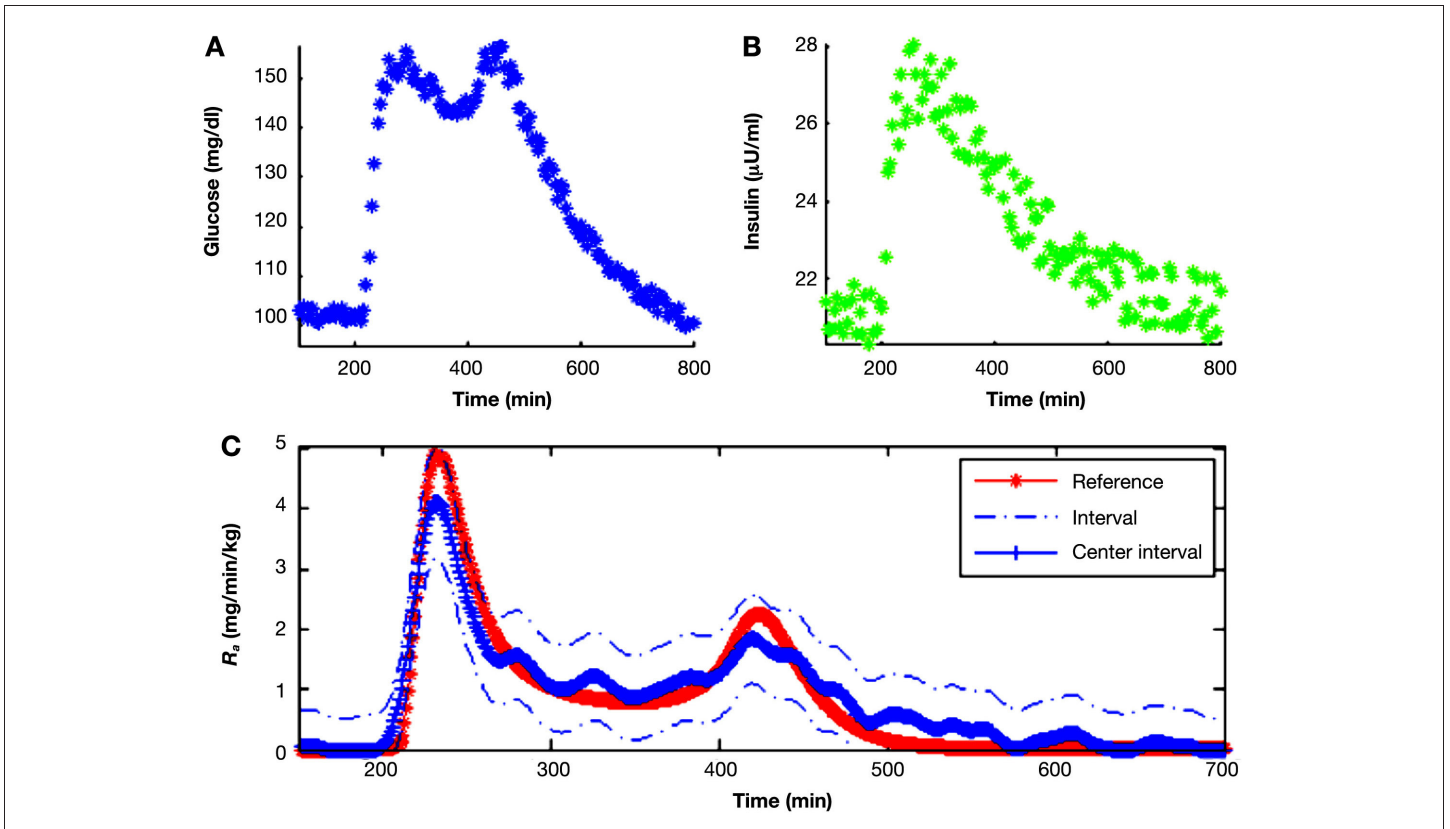 A
Glucose (mg/dl)
150
140
130
120
110
100
200 400 600 800
Time (min)
B
Insulin (μU/ml)
28
26
24
22
200 400 600 800
Time (min)
C
Ra (mg/min/kg)
5
4
3
2
1
0
200 300 400 500 600 700
Time (min)
Reference
Interval
Center interval